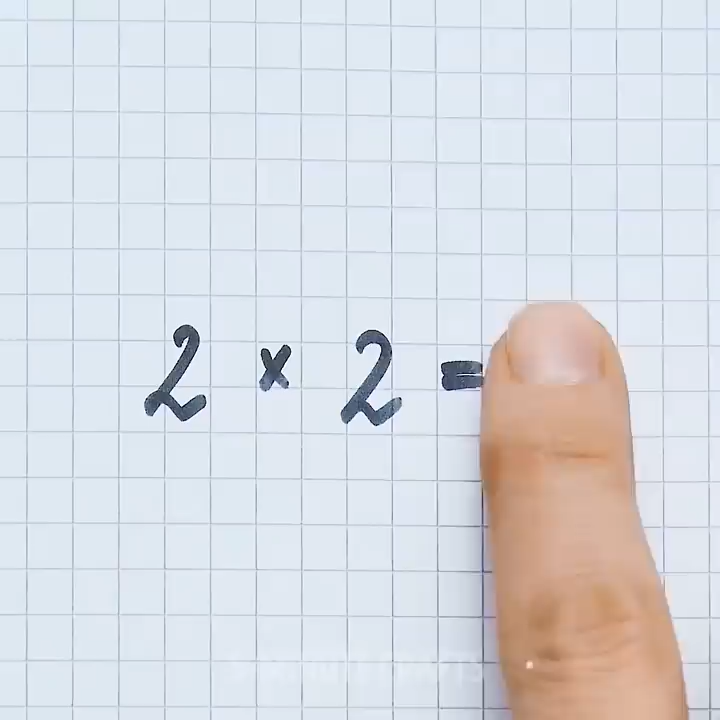 2 × 2 =